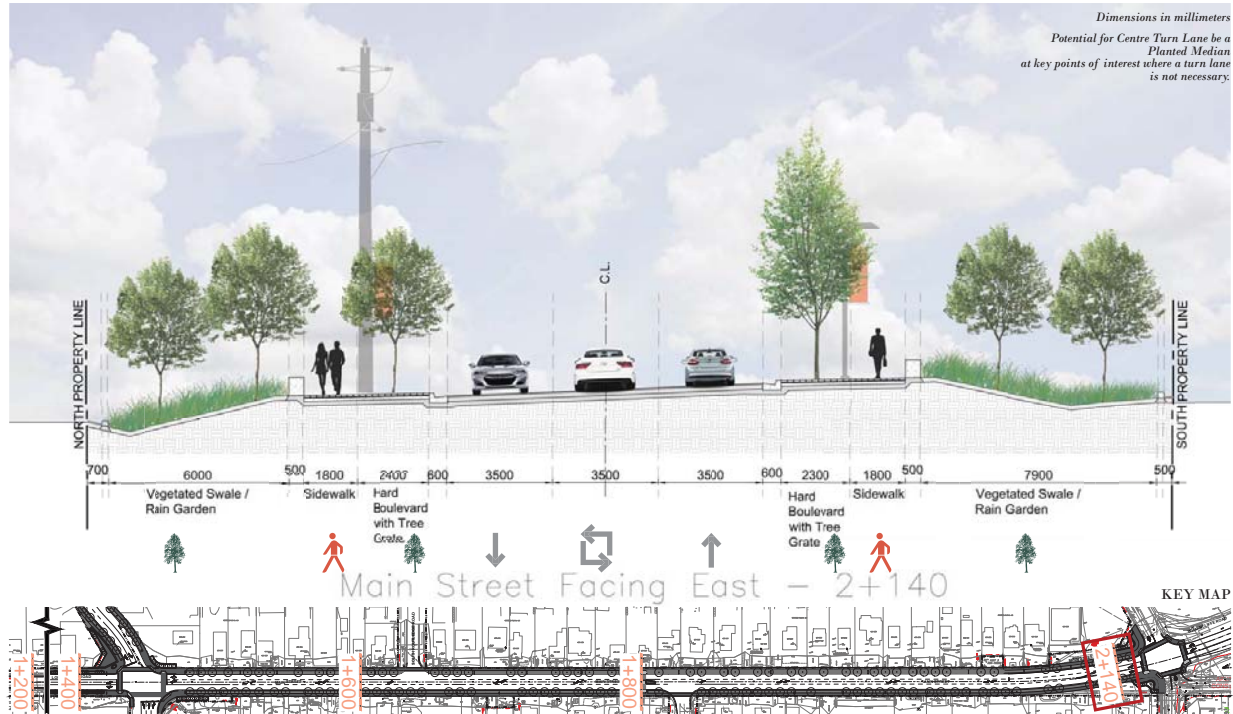 Dimensions in millimeters
Potential for Centre Turn Lane be a
Planted Median
at key points of interest where a turn lane
is not necessary.
C.L.
NORTH PROPERTY LINE
SOUTH PROPERTY LINE
700 6000 500 1800 2400 600 3500 3500 3500 600 2300 1800 500 7900 500
Vegetated Swale /
Rain Garden
Sidewalk
Hard
Boulevard
with Tree
Grate
Hard
Boulevard
with Tree
Grate
Sidewalk
Vegetated Swale /
Rain Garden
Main Street Facing East – 2+140
KEY MAP
1+200
1+400
1+600
1+800
2+140